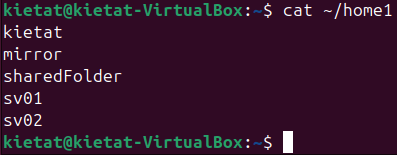 kietat@kietat-VirtualBox:~$ cat ~/home1
kietat
mirror
sharedFolder
sv01
sv02
kietat@kietat-VirtualBox:~$